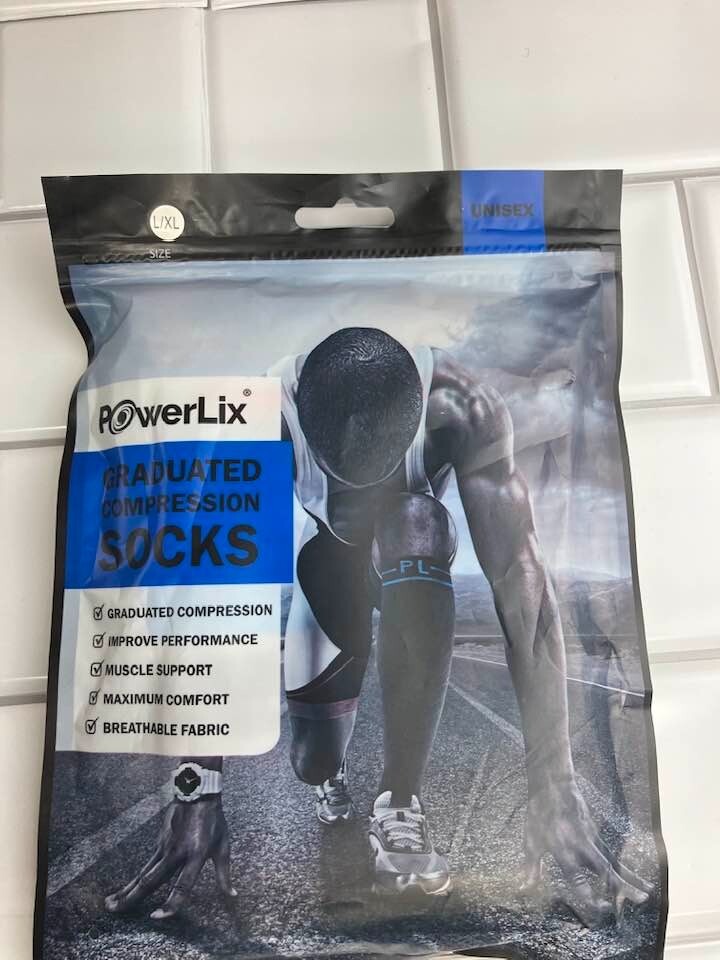 L/XL
SIZE
UNISEX
PowerLix®
GRADUATED
COMPRESSION
SOCKS
GRADUATED COMPRESSION
IMPROVE PERFORMANCE
MUSCLE SUPPORT
MAXIMUM COMFORT
BREATHABLE FABRIC
PL